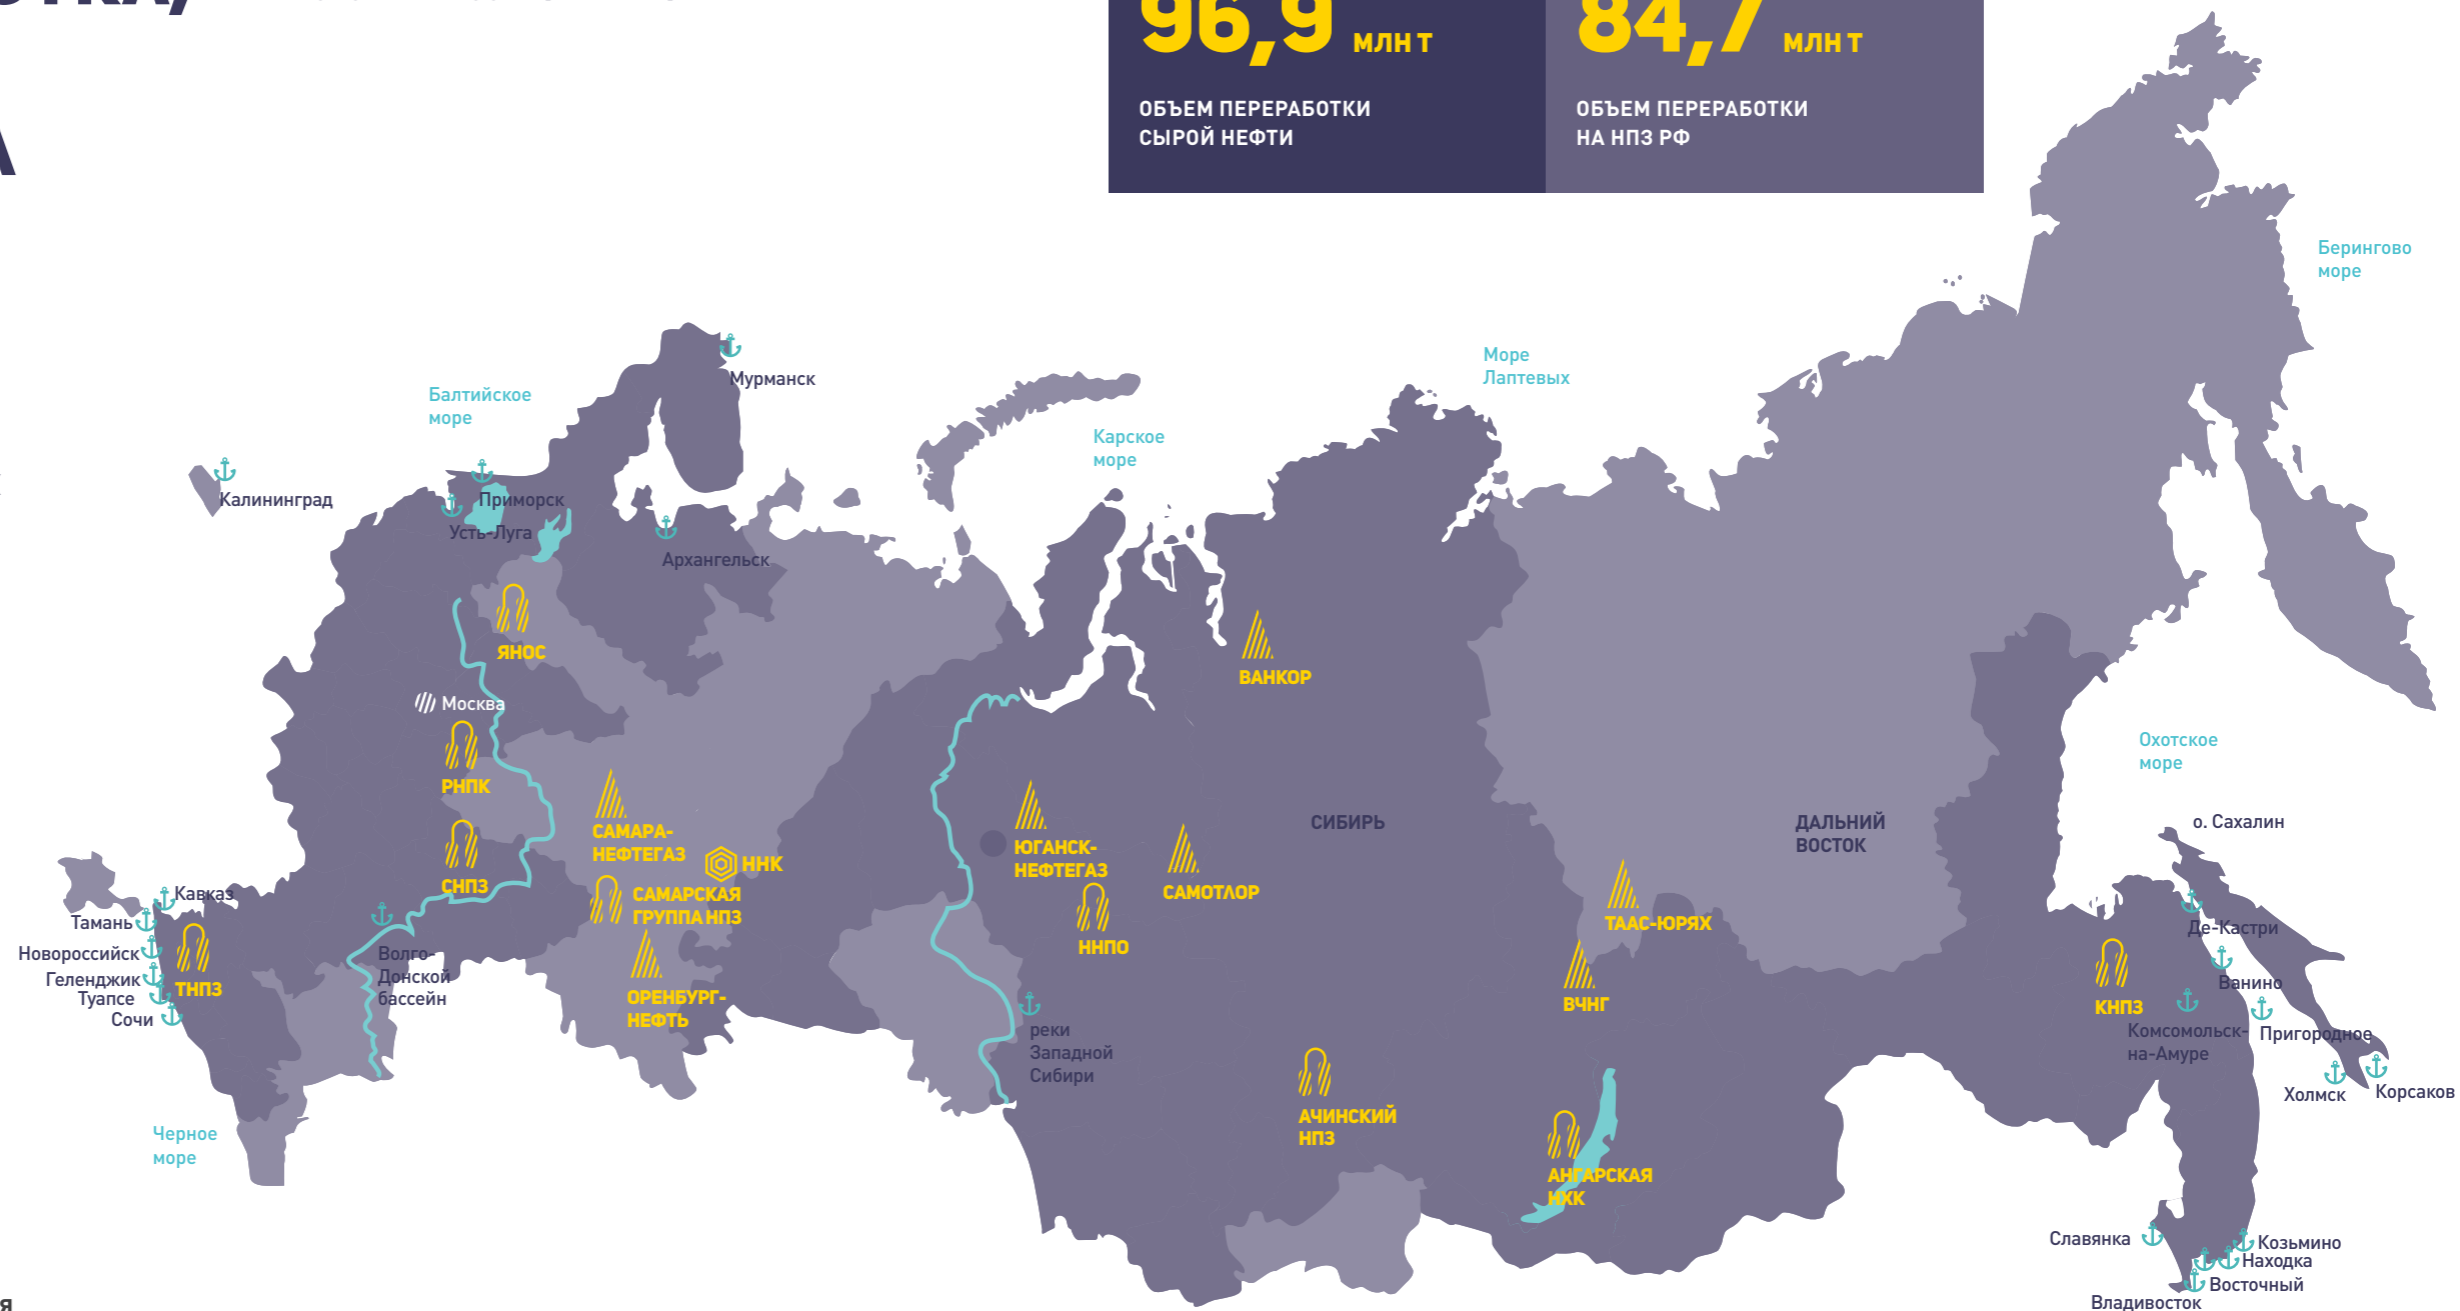 96,9 МЛН Т
ОБЪЕМ ПЕРЕРАБОТКИ
СЫРОЙ НЕФТИ
84,7 МЛН Т
ОБЪЕМ ПЕРЕРАБОТКИ
НА НПЗ РФ
Берингово
море
Море
Лаптевых
Мурманск
Балтийское
море
Карское
море
Калининград
Приморск
Усть-Луга
Архангельск
ЯНОС
ВАНКОР
Москва
РНПК
Охотское
море
САМАРА-
НЕФТЕГАЗ
ННК
ЮГАНСК-
НЕФТЕГАЗ
СИБИРЬ
ДАЛЬНИЙ
ВОСТОК
о. Сахалин
СНПЗ
САМАРСКАЯ
ГРУППА НПЗ
САМОТЛОР
Кавказ
Тамань
ТААС-ЮРЯХ
Де-Кастри
Новороссийск
Геленджик
Туапсе
Сочи
ТНПЗ
Волго-
Донской
бассейн
ННПО
ОРЕНБУРГ-
НЕФТЬ
ВЧНГ
КНПЗ
Ванино
Комсомольск-
на-Амуре
Пригородное
реки
Западной
Сибири
Холмск
Корсаков
АЧИНСКИЙ
НПЗ
Черное
море
АНГАРСКАЯ
НХК
Славянка
Козьмино
Находка
Восточный
Владивосток